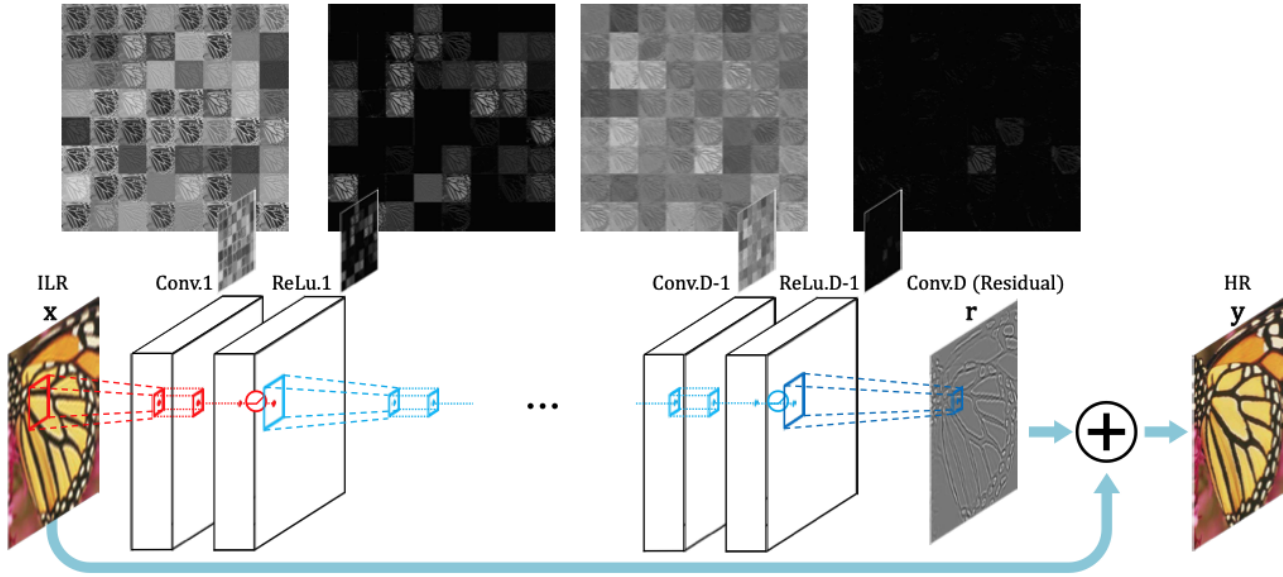 ILR
x
Conv.1
ReLu.1
...
Conv.D-1
ReLu.D-1
Conv.D (Residual)
r
HR
y